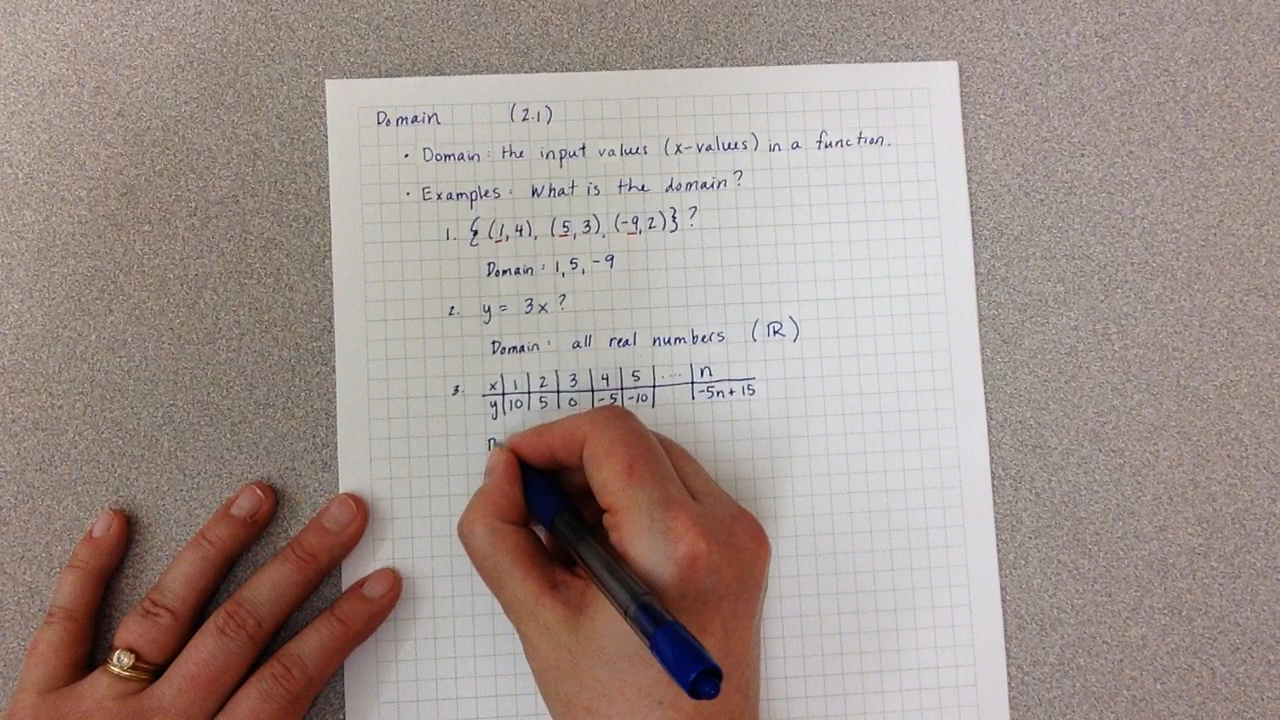 Domain (2.1)
· Domain: the input values (x-values) in a function.
· Examples: What is the domain?
1. {(1,4), (5,3), (-9,2)}?
Domain: 1, 5, -9
2. y = 3x?
Domain: all real numbers (ℝ)
3. x | 1 | 2 | 3 | 4 | 5 | .... | n
y | 10 | 5 | 0 | -5 | -10 | | -5n + 15